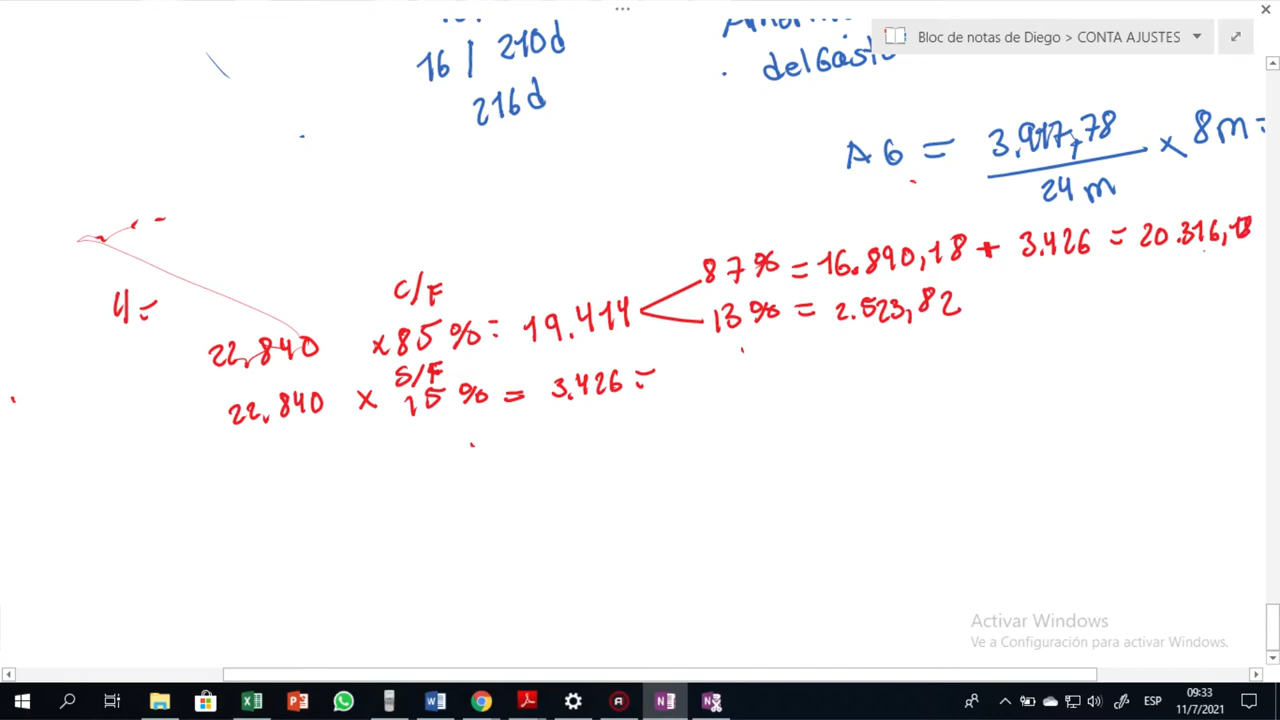 Bloc de notas de Diego > CONTA AJUSTES
16 | 210d
216d
del Gasto
A6 = 3.917,78 / 24 m × 8m =
4=
C/F
22,840 ×85%= 19.414
87% = 16.890,18 + 3.426 = 20.316,18
13% = 2.523,82
S/F
22,840 × 15% = 3.426=
Activar Windows
Ve a Configuración para activar Windows.
ESP
09:33
11/7/2021